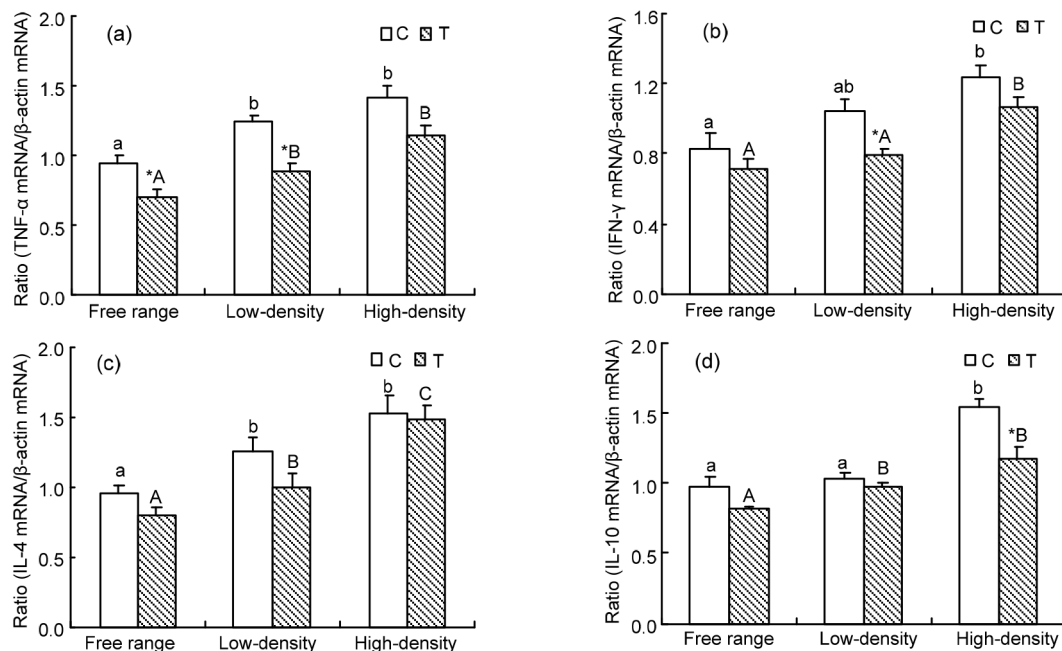 (a)
C T
Ratio (TNF-α mRNA/β-actin mRNA)
2.0
1.5
1.0
0.5
0.0
a
*A
b
*B
b
B
Free range Low-density High-density
(b)
C T
Ratio (IFN-γ mRNA/β-actin mRNA)
1.6
1.2
0.8
0.4
0.0
a
A
ab
*A
b
B
Free range Low-density High-density
(c)
C T
Ratio (IL-4 mRNA/β-actin mRNA)
2.0
1.5
1.0
0.5
0.0
a
A
b
B
b
C
Free range Low-density High-density
(d)
C T
Ratio (IL-10 mRNA/β-actin mRNA)
2.0
1.5
1.0
0.5
0.0
a
A
a
B
b
*B
Free range Low-density High-density